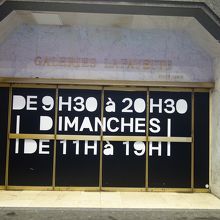 GALERIES LAFAYETTE
DE 9H30 à 20H30
DIMANCHES
DE 11H à 19H